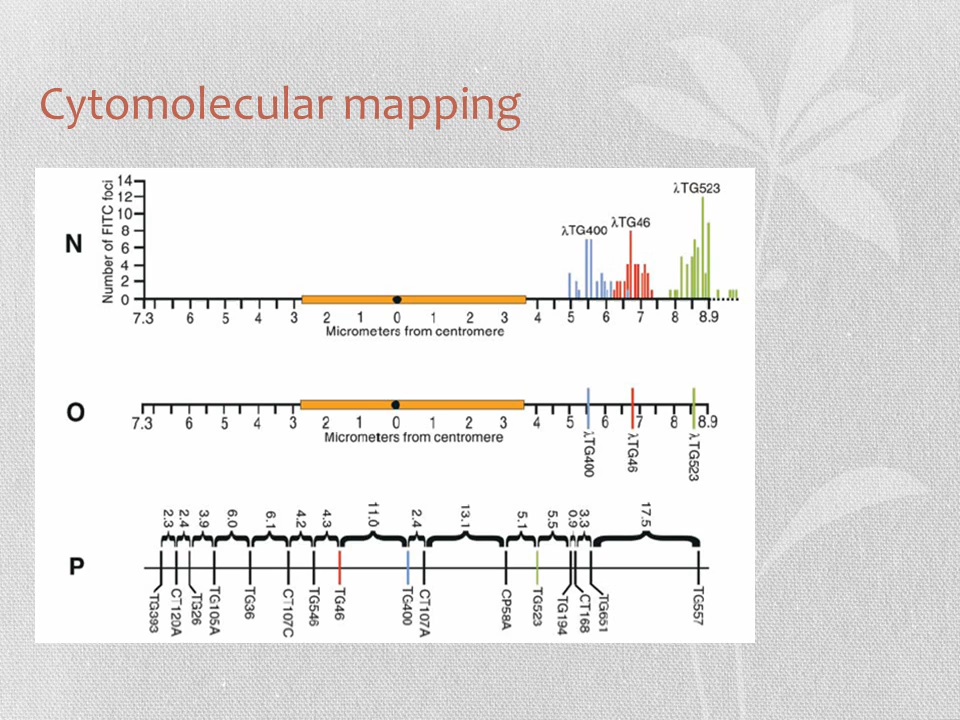 Cytomolecular mapping
N
Number of FITC foci
14
12
10
8
6
4
2
0
λTG400
λTG46
λTG523
7.3 6 5 4 3 2 1 0 1 2 3 4 5 6 7 8 8.9
Micrometers from centromere
O
7.3 6 5 4 3 2 1 0 1 2 3 4 5 6 7 8 8.9
Micrometers from centromere
λTG400
λTG46
λTG523
P
2.3 2.4 3.9 6.0 6.1 4.2 4.3 11.0 2.4 13.1 5.1 5.5 0.9 3.3 17.5
TG393 CT120A TG26 TG105A TG36 CT107C TG546 TG46 TG400 CT107A CP58A TG523 TG194 CT168 TG651 TG557